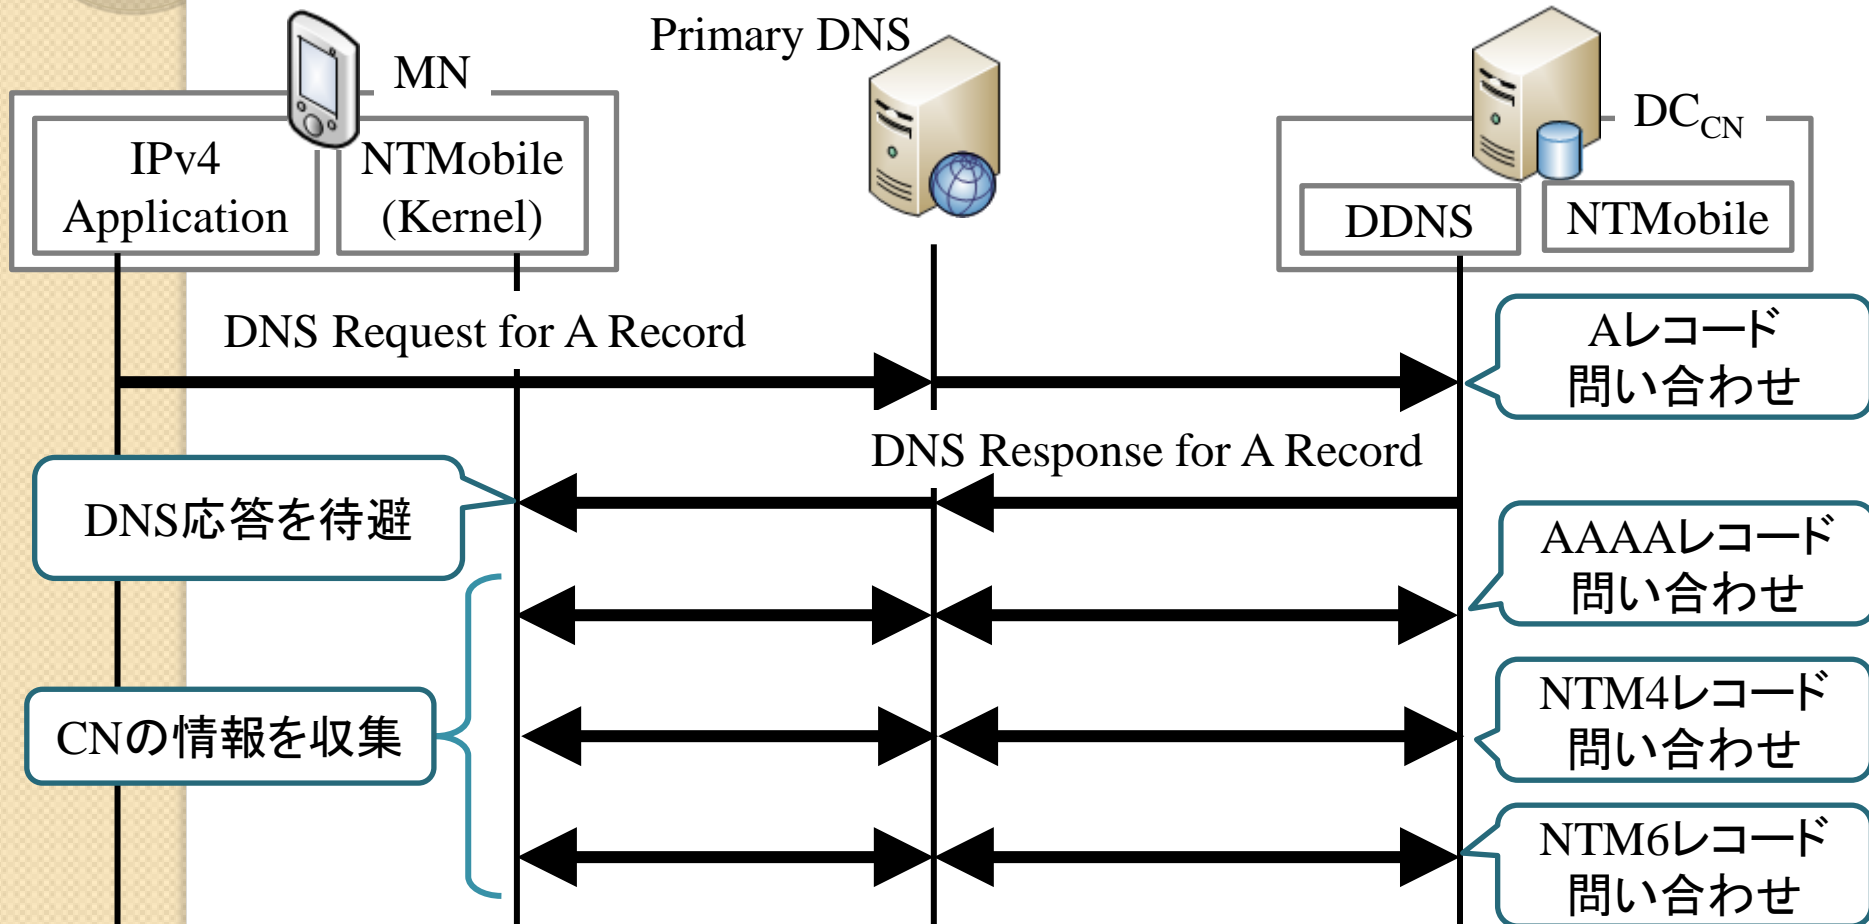 Primary DNS
MN
DC_CN
IPv4
Application
NTMobile
(Kernel)
DDNS
NTMobile
DNS Request for A Record
Aレコード
問い合わせ
DNS Response for A Record
DNS応答を待避
AAAAレコード
問い合わせ
CNの情報を収集
NTM4レコード
問い合わせ
NTM6レコード
問い合わせ